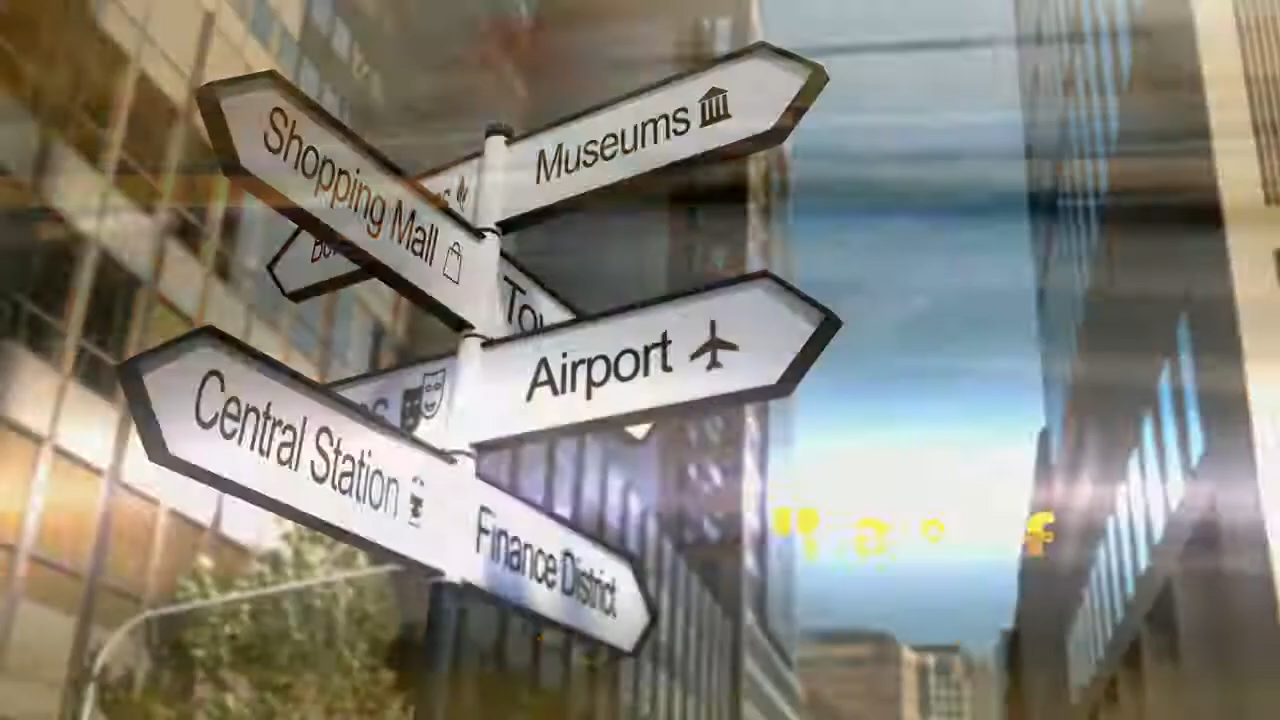 Museums
Shopping Mall
Airport
Central Station
Finance District